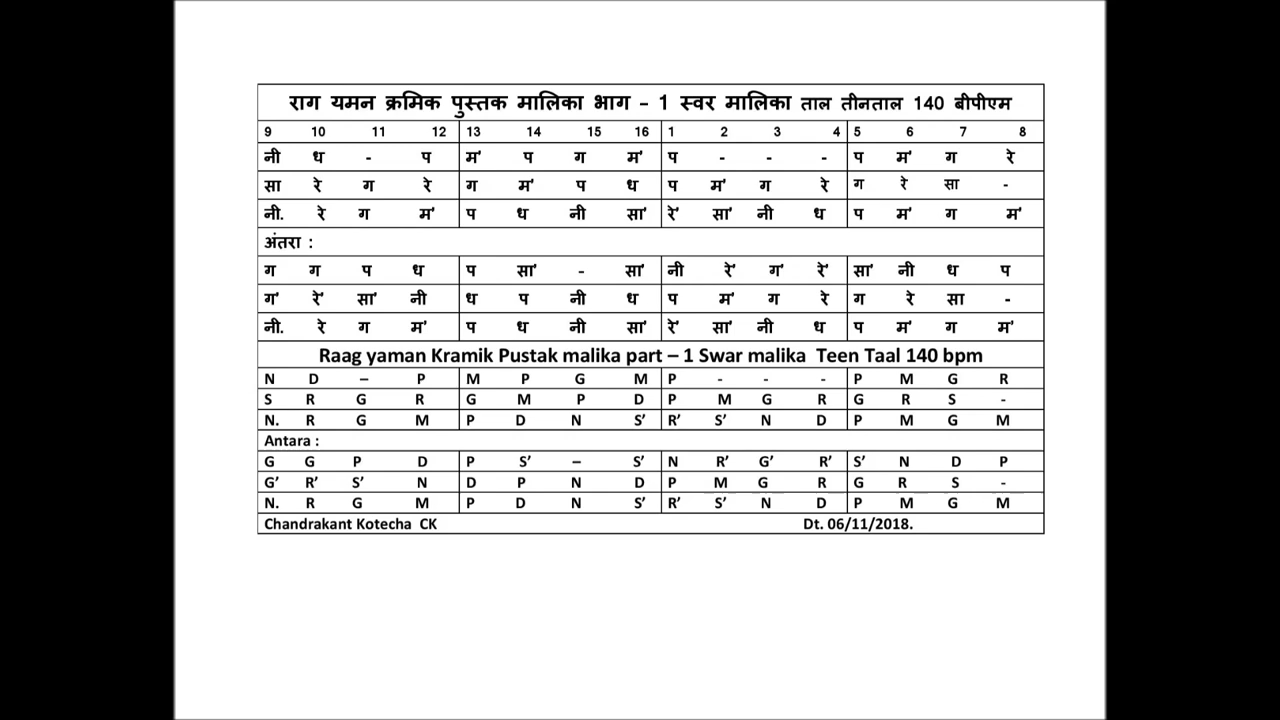 राग यमन क्रमिक पुस्तक मालिका भाग – 1 स्वर मालिका ताल तीनताल 140 बीपीएम
9 10 11 12 13 14 15 16 1 2 3 4 5 6 7 8
नी ध - प म' प ग म' प - - - प म' ग रे
सा रे ग रे ग म' प ध प म' ग रे ग रे सा -
नी. रे ग म' प ध नी सा' रे' सा' नी ध प म' ग म'
अंतरा :
ग ग प ध प सा' - सा' नी रे' ग' रे' सा' नी ध प
ग' रे' सा' नी ध प नी ध प म' ग रे ग रे सा -
नी. रे ग म' प ध नी सा' रे' सा' नी ध प म' ग म'
Raag yaman Kramik Pustak malika part – 1 Swar malika Teen Taal 140 bpm
N D – P M P G M P - - - P M G R
S R G R G M P D P M G R G R S -
N. R G M P D N S’ R’ S’ N D P M G M
Antara :
G G P D P S’ – S’ N R’ G’ R’ S’ N D P
G’ R’ S’ N D P N D P M G R G R S -
N. R G M P D N S’ R’ S’ N D P M G M
Chandrakant Kotecha CK Dt. 06/11/2018.